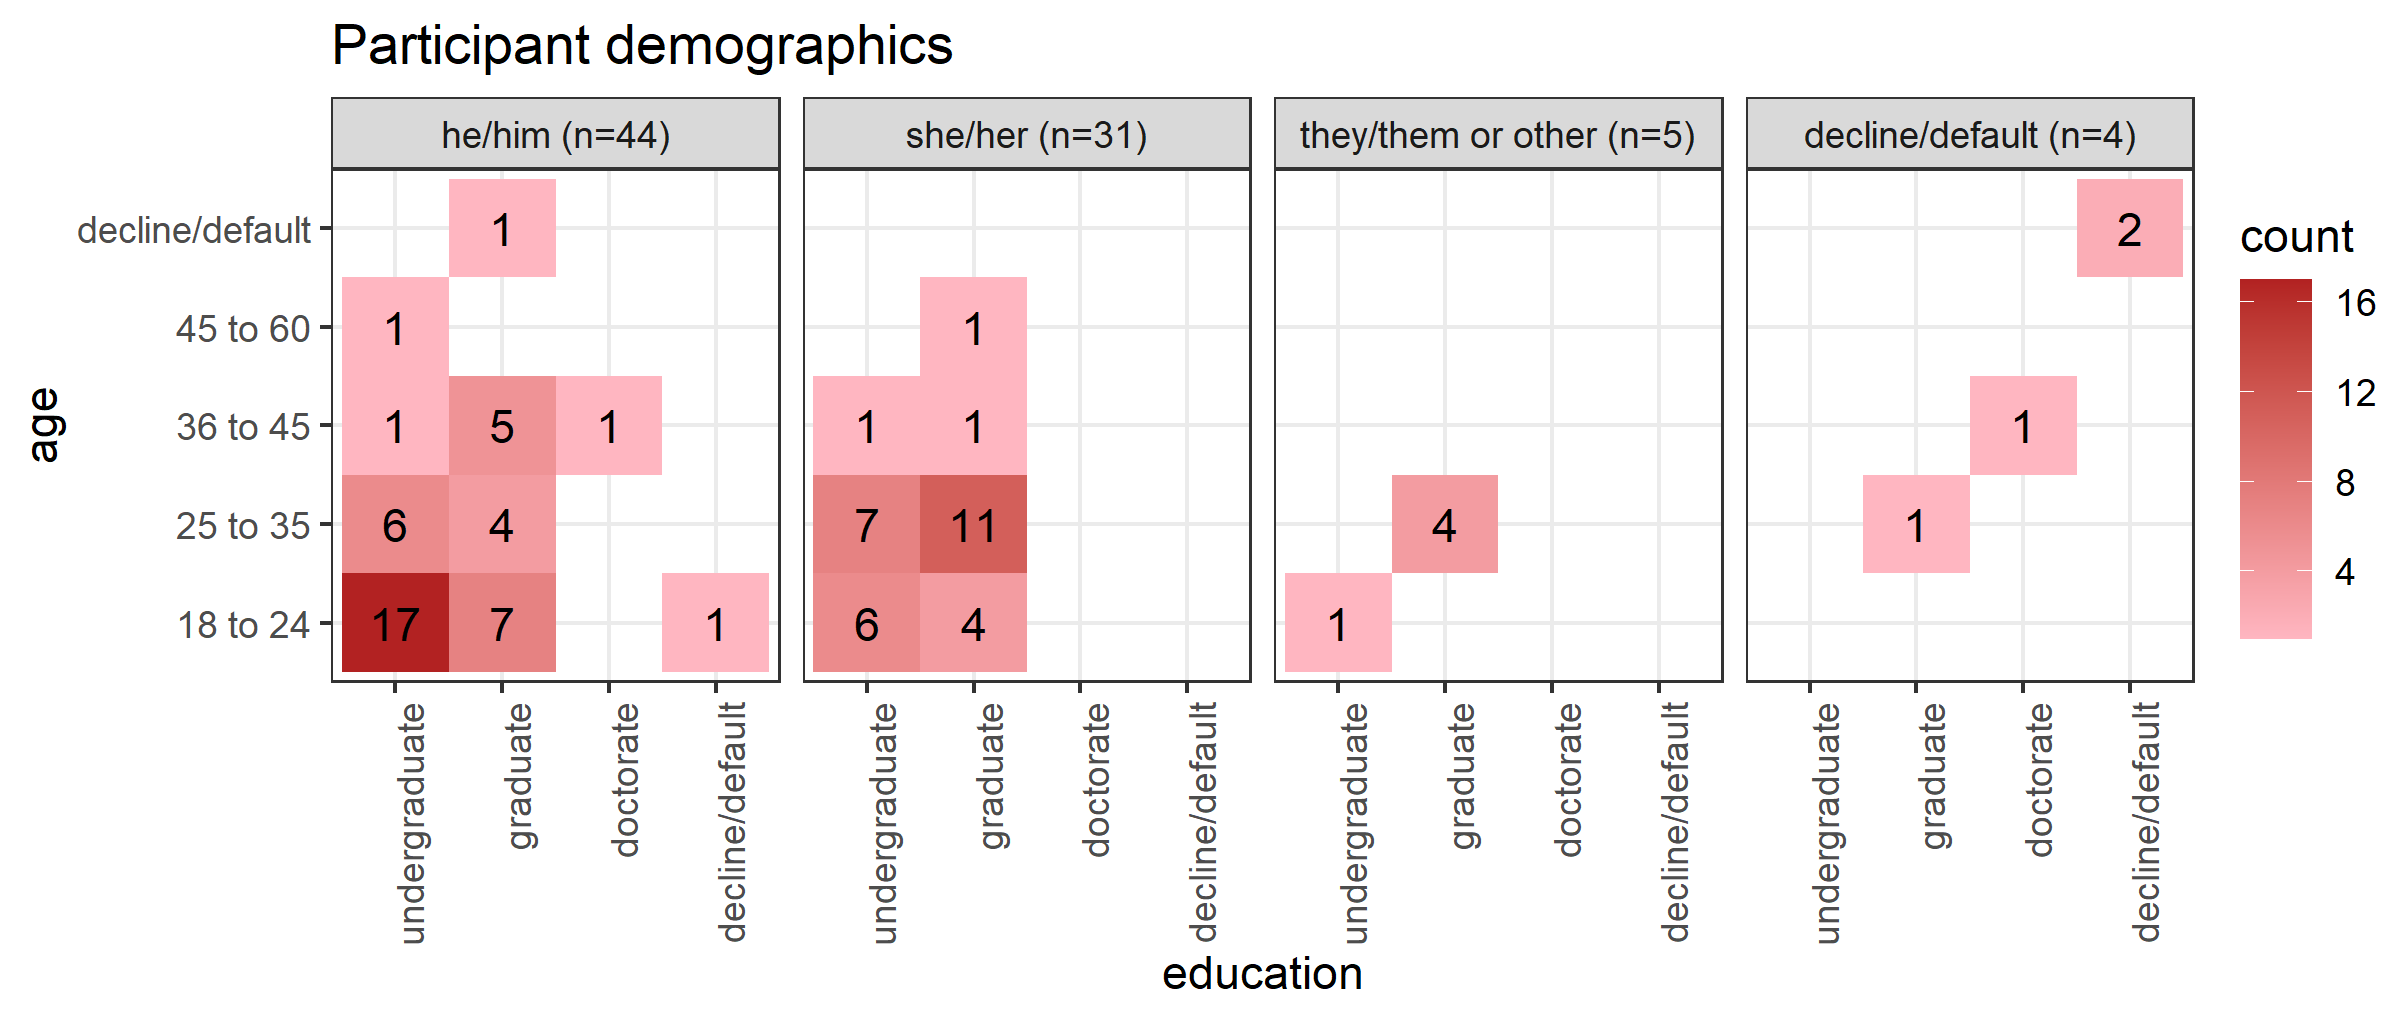 Participant demographics
he/him (n=44) she/her (n=31) they/them or other (n=5) decline/default (n=4)
decline/default 1 2
45 to 60 1 1
36 to 45 1 5 1 1 1 1
25 to 35 6 4 7 11 4 1
18 to 24 17 7 1 6 4 1
age
undergraduate graduate doctorate decline/default undergraduate graduate doctorate decline/default undergraduate graduate doctorate decline/default undergraduate graduate doctorate decline/default
education
count
16
12
8
4